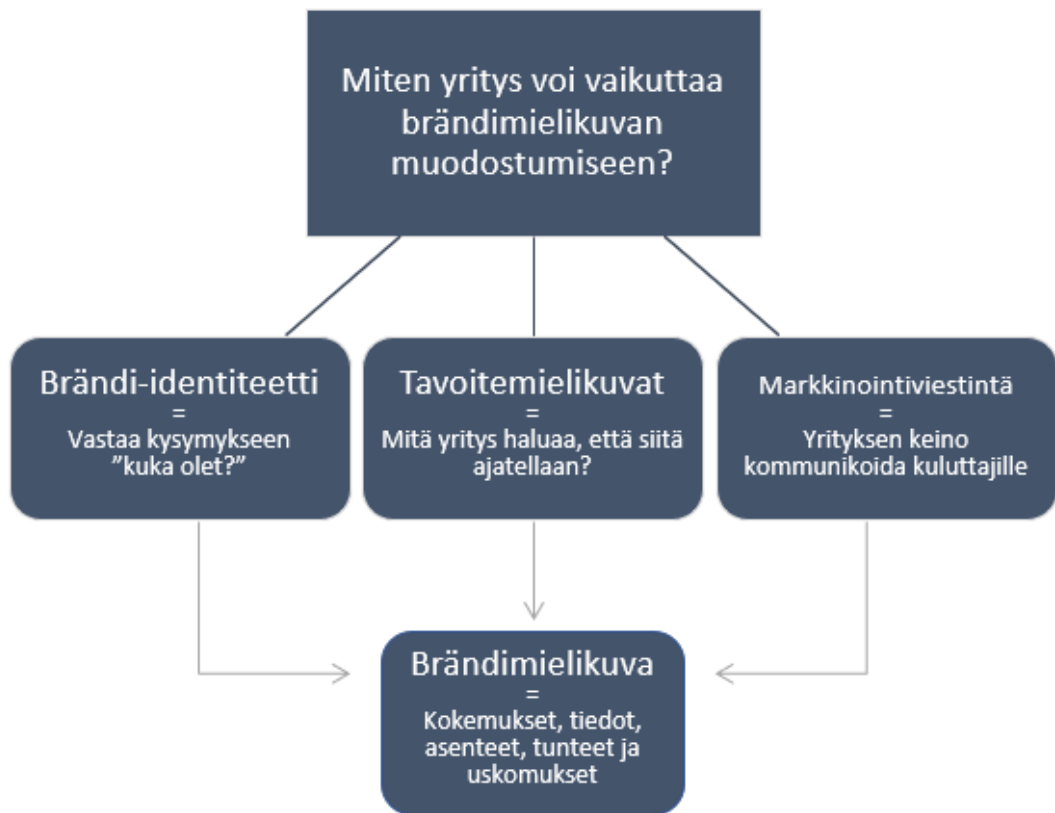 Miten yritys voi vaikuttaa
brändimielikuvan
muodostumiseen?
Brändi-identiteetti
=
Vastaa kysymykseen
”kuka olet?”
Tavoitemielikuvat
=
Mitä yritys haluaa, että siitä
ajatellaan?
Markkinointiviestintä
=
Yrityksen keino
kommunikoida kuluttajille
Brändimielikuva
=
Kokemukset, tiedot,
asenteet, tunteet ja
uskomukset